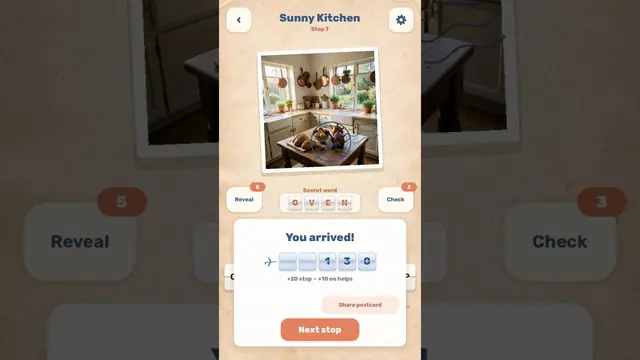 Sunny Kitchen
Stop 7
5
3
Secret word
Reveal
OVEN
Check
5
3
Reveal
Check
You arrived!
130
+20 stop • +10 no helps
Share postcard
Next stop